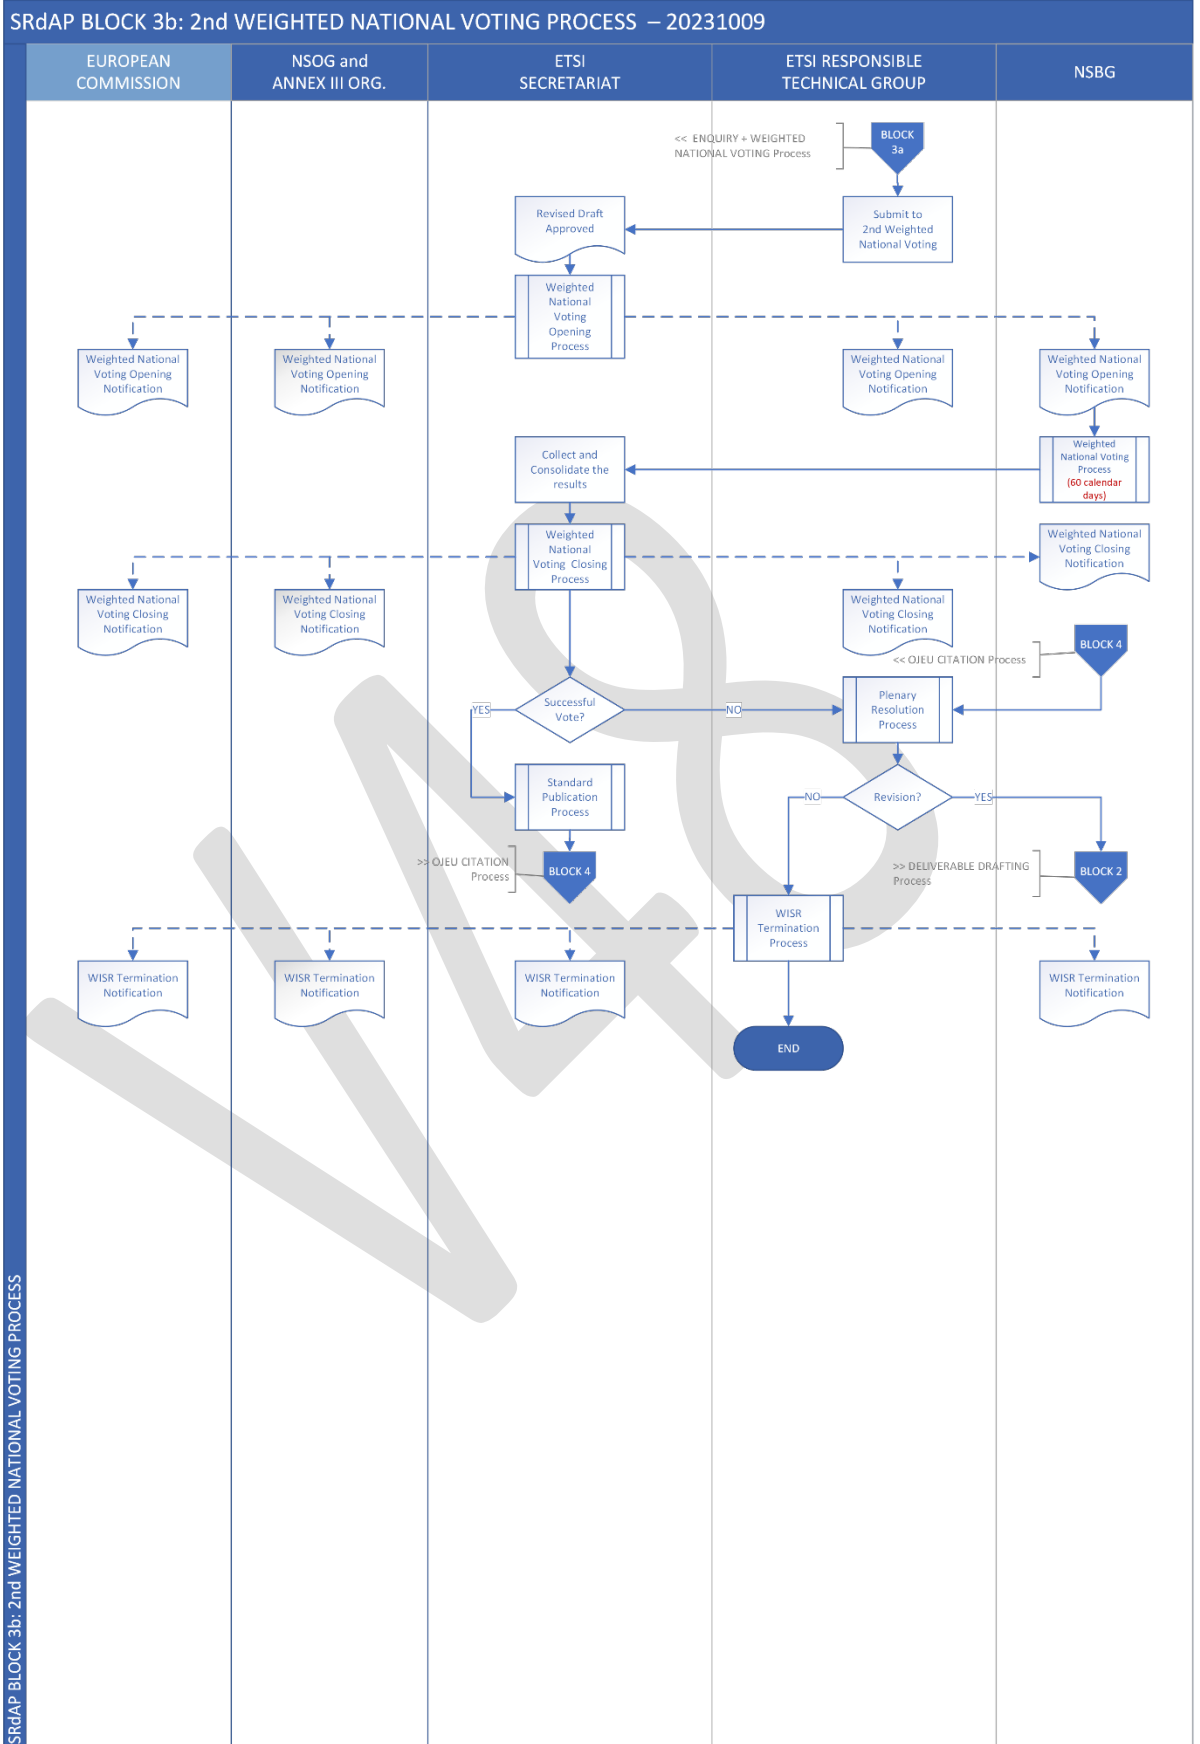 SRdAP BLOCK 3b: 2nd WEIGHTED NATIONAL VOTING PROCESS – 20231009
EUROPEAN
COMMISSION
NSOG and
ANNEX III ORG.
ETSI
SECRETARIAT
ETSI RESPONSIBLE
TECHNICAL GROUP
NSBG
<< ENQUIRY + WEIGHTED
NATIONAL VOTING Process
BLOCK
3a
Revised Draft
Approved
Submit to
2nd Weighted
National Voting
Weighted
National
Voting
Opening
Process
Weighted National
Voting Opening
Notification
Weighted National
Voting Opening
Notification
Weighted National
Voting Opening
Notification
Weighted National
Voting Opening
Notification
Collect and
Consolidate the
results
Weighted
National Voting
Process
(60 calendar
days)
Weighted
National
Voting Closing
Process
Weighted National
Voting Closing
Notification
Weighted National
Voting Closing
Notification
Weighted National
Voting Closing
Notification
Weighted National
Voting Closing
Notification
<< OJEU CITATION Process
BLOCK 4
YES
Successful
Vote?
NO
Plenary
Resolution
Process
Standard
Publication
Process
NO
Revision?
YES
>> OJEU CITATION
Process
BLOCK 4
>> DELIVERABLE DRAFTING
Process
BLOCK 2
WISR
Termination
Process
WISR Termination
Notification
WISR Termination
Notification
WISR Termination
Notification
WISR Termination
Notification
END
V48
SRdAP BLOCK 3b: 2nd WEIGHTED NATIONAL VOTING PROCESS